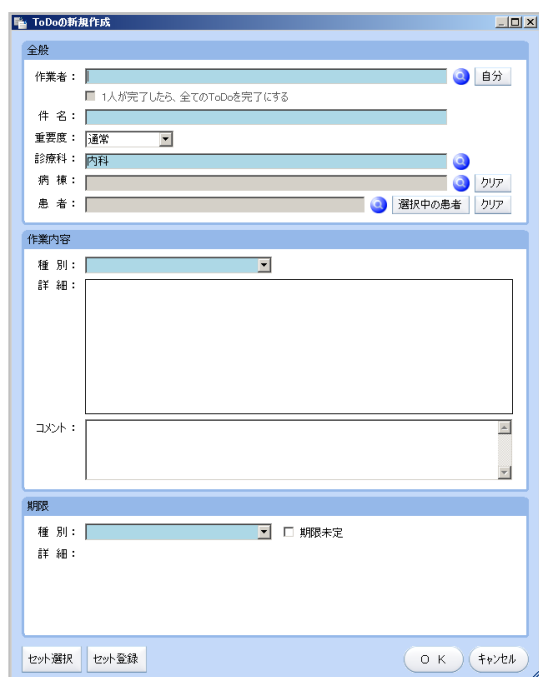 ToDoの新規作成
全般
作業者： 自分
1人が完了したら、全てのToDoを完了にする
件 名：
重要度： 通常
診療科： 内科
病 棟： クリア
患 者： 選択中の患者 クリア
作業内容
種 別：
詳 細：
コメント：
期限
種 別： 期限未定
詳 細：
セット選択 セット登録 ＯＫ キャンセル